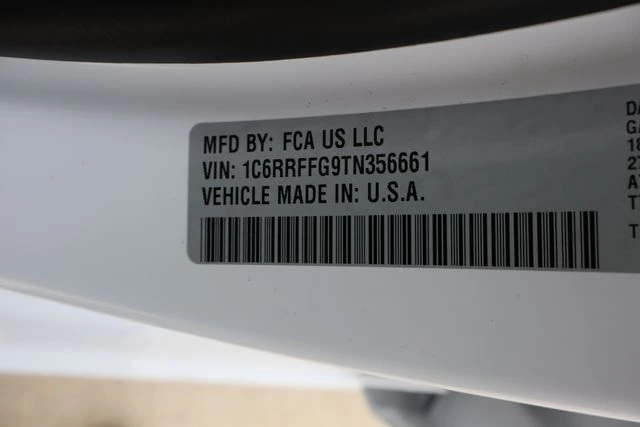 MFD BY: FCA US LLC
VIN: 1C6RRFFG9TN356661
VEHICLE MADE IN: U.S.A.